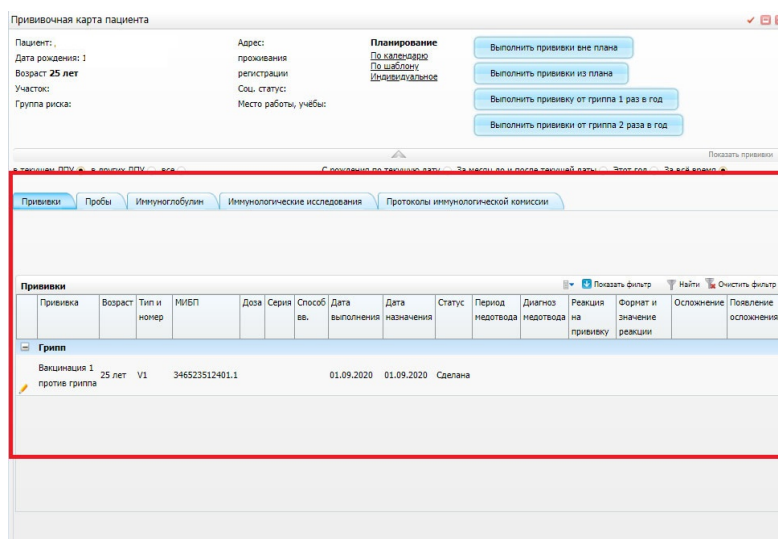 Прививочная карта пациента
Пациент:
Дата рождения: 1
Возраст 25 лет
Участок:
Группа риска:
Адрес:
проживания
регистрации
Соц. статус:
Место работы, учёбы:
Планирование
По календарю
По шаблону
Индивидуальное
Выполнить прививки вне плана
Выполнить прививки из плана
Выполнить прививку от гриппа 1 раз в год
Выполнить прививки от гриппа 2 раза в год
Показать прививки
в текущем ЛПУ в других ЛПУ все С рождения по текущую дату За месяц до и после текущей даты Этот год За всё время
Прививки Пробы Иммуноглобулин Иммунологические исследования Протоколы иммунологической комиссии
Прививки Показать фильтр Найти Очистить фильтр
Прививка Возраст Тип и МИБП Доза Серия Способ Дата Дата Статус Период Диагноз Реакция Формат и Осложнение Появление
номер вв. выполнения назначения медотвода медотвода на значение осложнения
прививку реакции
Грипп
Вакцинация 1
против гриппа 25 лет V1 346523512401.1 01.09.2020 01.09.2020 Сделана